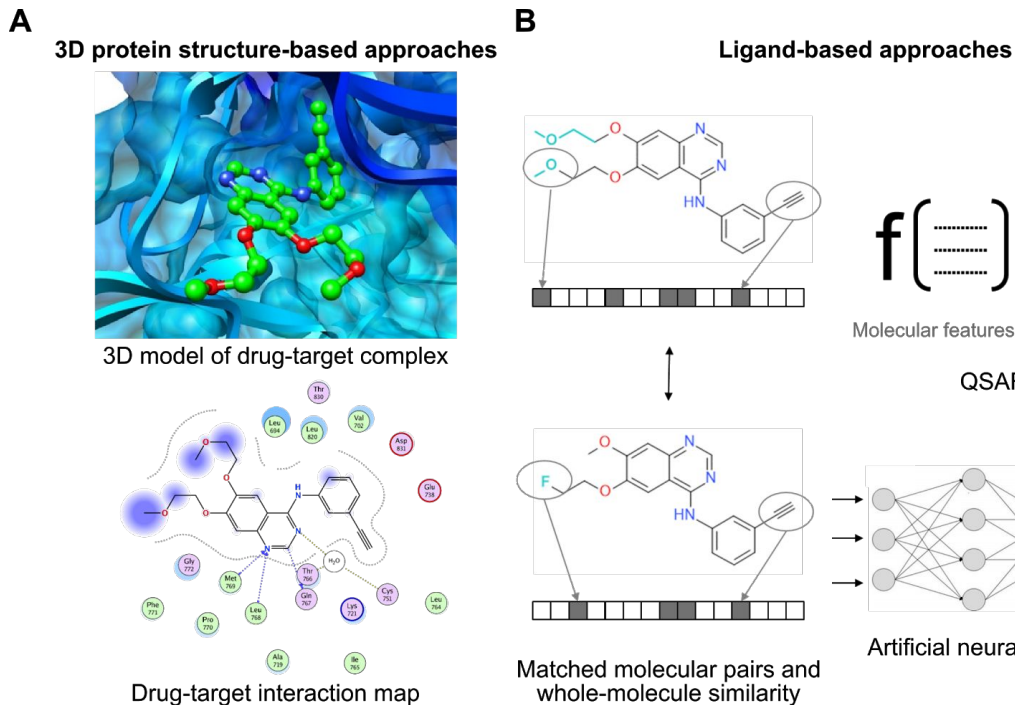 A
3D protein structure-based approaches
3D model of drug-target complex
Thr
830
Leu
694
Leu
820
Val
702
Asp
831
Glu
738
O
O
O
O
H
N
N
N
H₂O
Gly
772
Met
769
Thr
766
Gln
767
Cys
751
Leu
764
Phe
771
Pro
770
Leu
768
Lys
721
Ala
719
Ile
765
Drug-target interaction map
B
Ligand-based approaches
O
O
O
O
N
N
HN
f
Molecular features
QSAR
O
F
O
N
N
HN
Matched molecular pairs and
whole-molecule similarity
Artificial neura